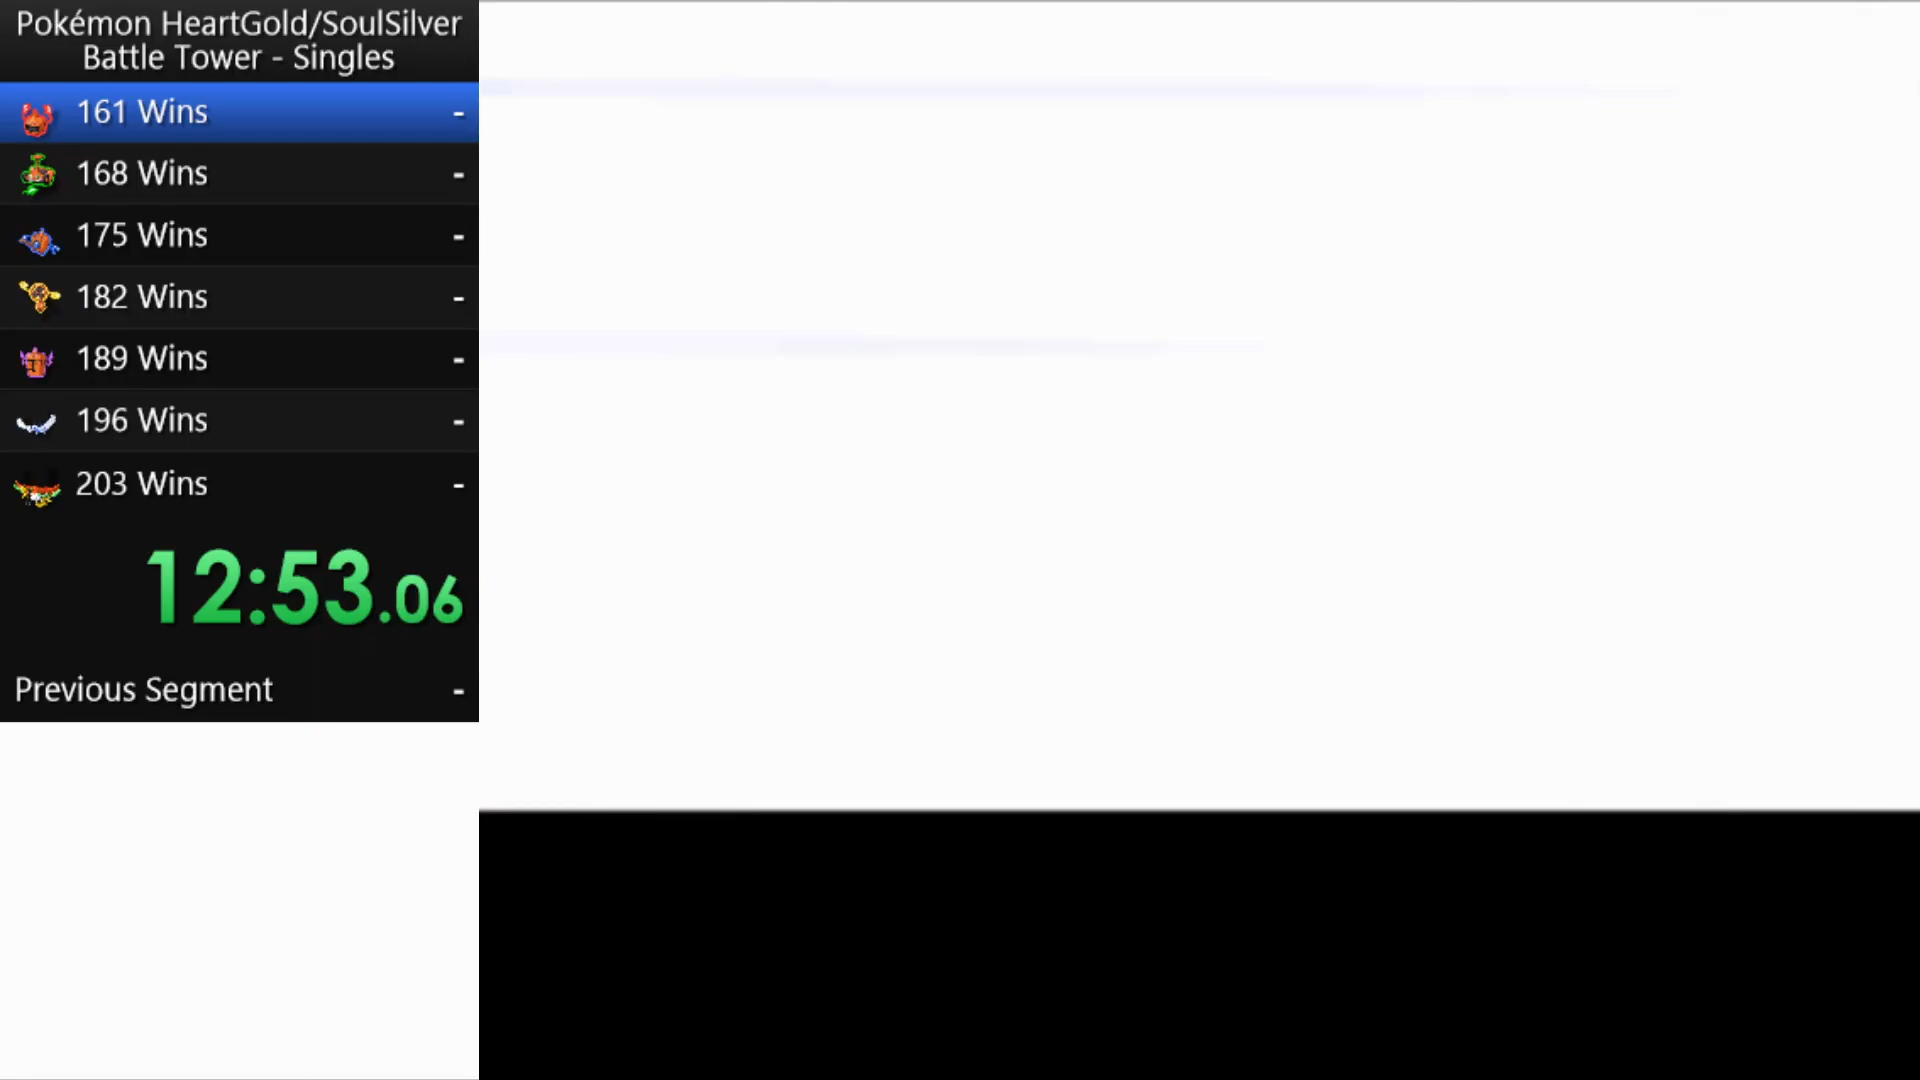 Pokémon HeartGold/SoulSilver
Battle Tower - Singles
161 Wins -
168 Wins -
175 Wins -
182 Wins -
189 Wins -
196 Wins -
203 Wins -
12:53.06
Previous Segment -